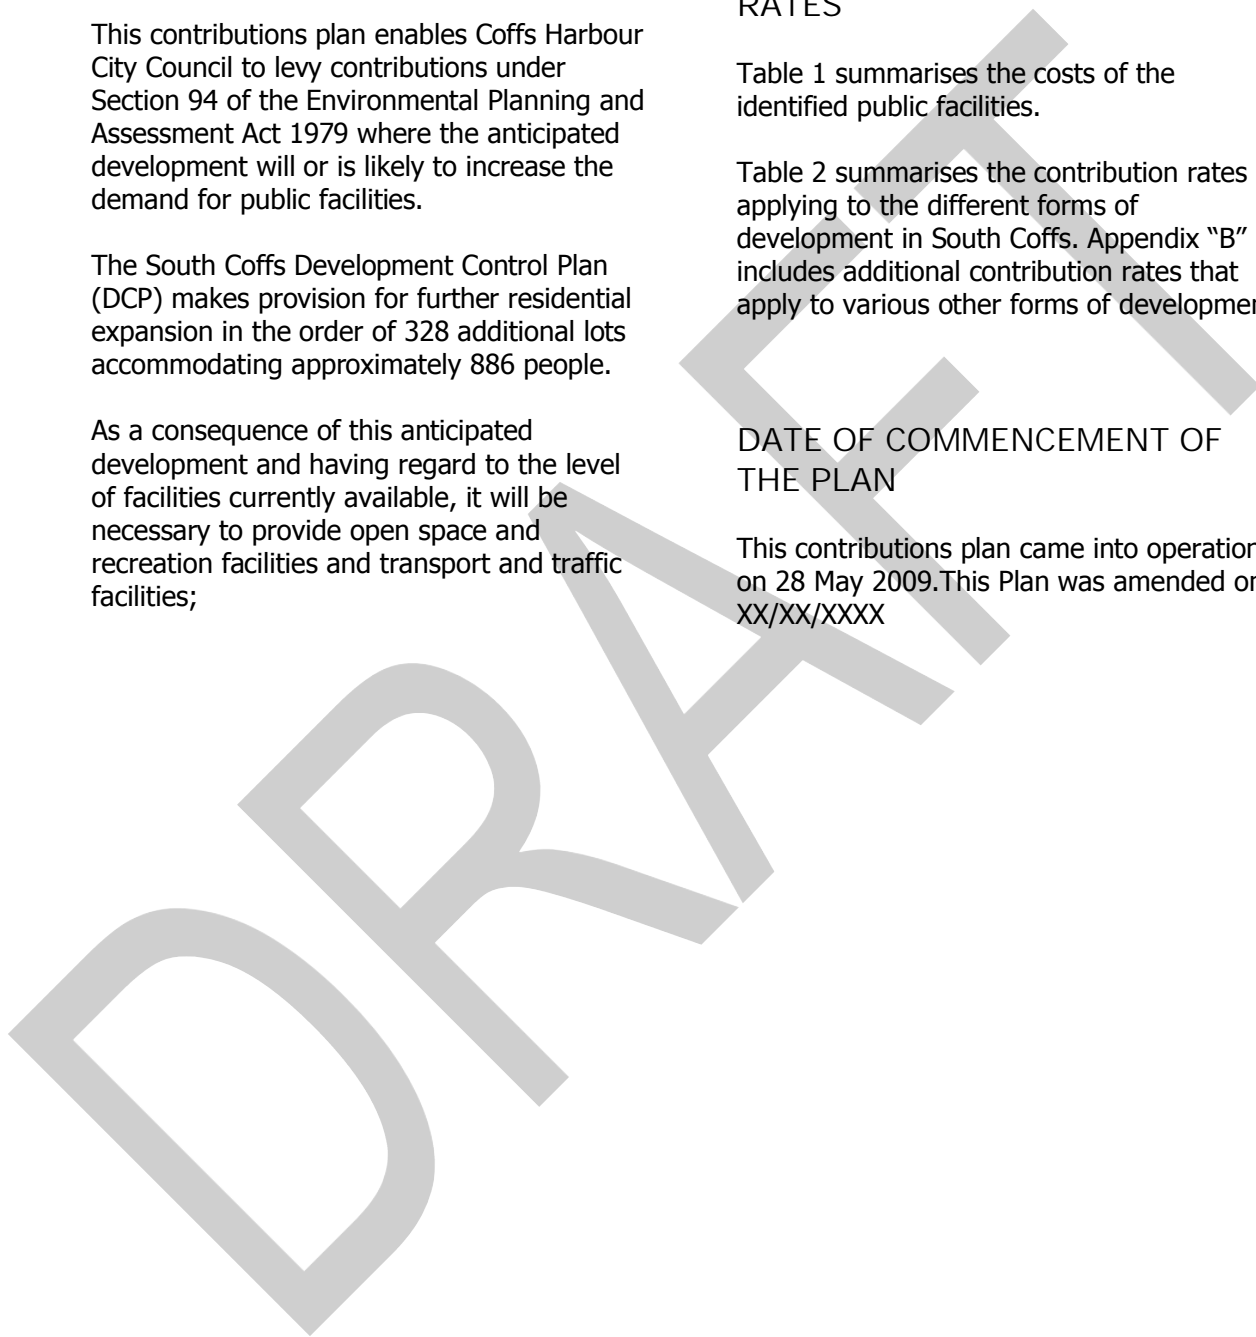 This contributions plan enables Coffs Harbour
City Council to levy contributions under
Section 94 of the Environmental Planning and
Assessment Act 1979 where the anticipated
development will or is likely to increase the
demand for public facilities.
The South Coffs Development Control Plan
(DCP) makes provision for further residential
expansion in the order of 328 additional lots
accommodating approximately 886 people.
As a consequence of this anticipated
development and having regard to the level
of facilities currently available, it will be
necessary to provide open space and
recreation facilities and transport and traffic
facilities;
RATES
Table 1 summarises the costs of the
identified public facilities.
Table 2 summarises the contribution rates
applying to the different forms of
development in South Coffs. Appendix “B”
includes additional contribution rates that
apply to various other forms of
DATE OF COMMENCEMENT OF
THE PLAN
This contributions plan came into operation
on 28 May 2009.This Plan was amended on
XX/XX/XXXX
DRAFT